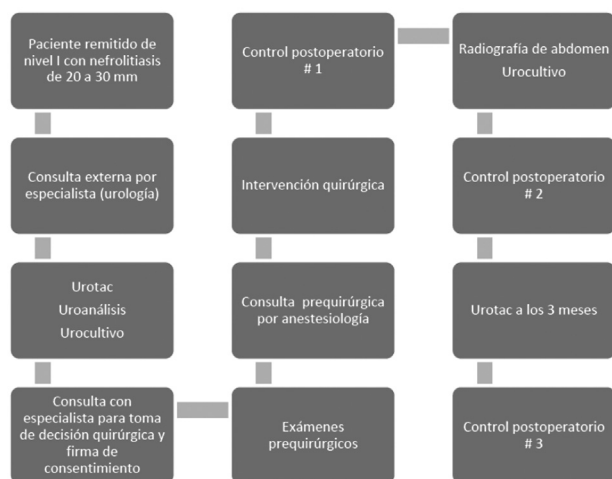 Paciente remitido de
nivel I con nefrolitiasis
de 20 a 30 mm
Consulta externa por
especialista (urología)
Urotac
Uroanálisis
Urocultivo
Consulta con
especialista para toma
de decisión quirúrgica y
firma de
consentimiento
Exámenes
prequirúrgicos
Consulta prequirúrgica
por anestesiología
Intervención quirúrgica
Control postoperatorio
# 1
Radiografía de abdomen
Urocultivo
Control postoperatorio
# 2
Urotac a los 3 meses
Control postoperatorio
# 3